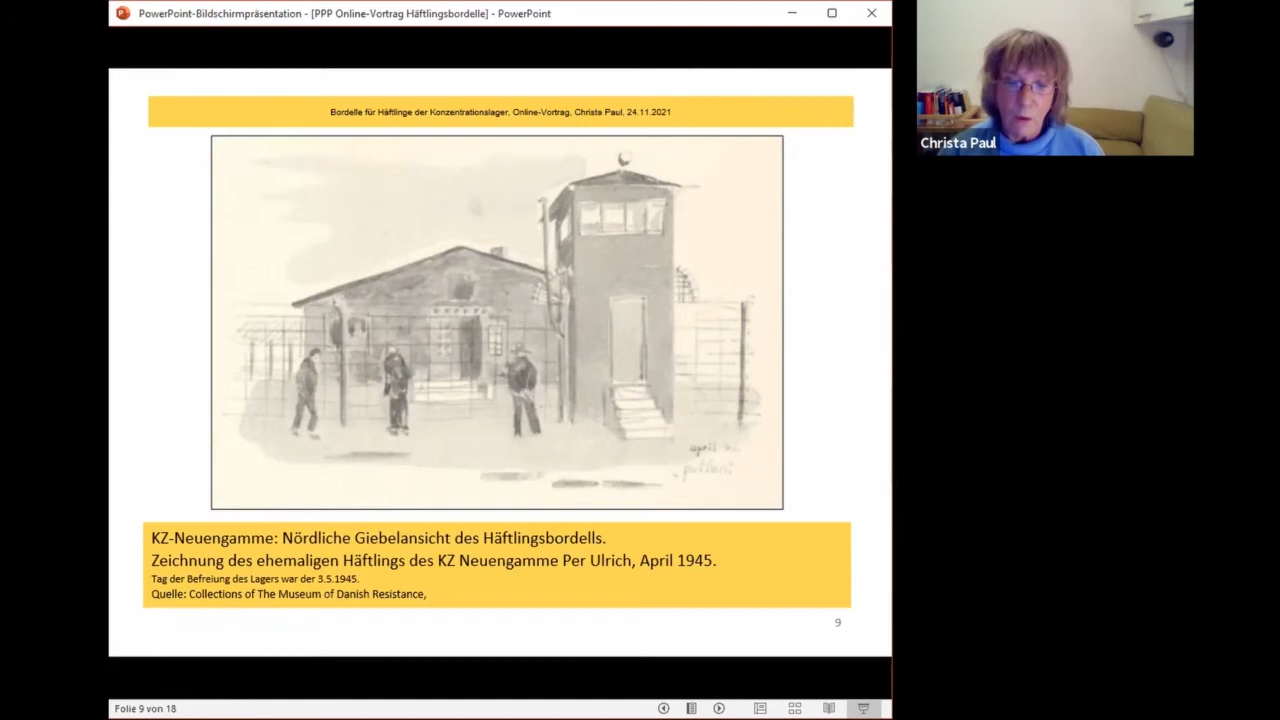 PowerPoint-Bildschirmpräsentation - [PPP Online-Vortrag Häftlingsbordelle] - PowerPoint
Bordelle für Häftlinge der Konzentrationslager, Online-Vortrag, Christa Paul, 24.11.2021
april
KZ-Neuengamme: Nördliche Giebelansicht des Häftlingsbordells.
Zeichnung des ehemaligen Häftlings des KZ Neuengamme Per Ulrich, April 1945.
Tag der Befreiung des Lagers war der 3.5.1945.
Quelle: Collections of The Museum of Danish Resistance,
9
Folie 9 von 18
Christa Paul